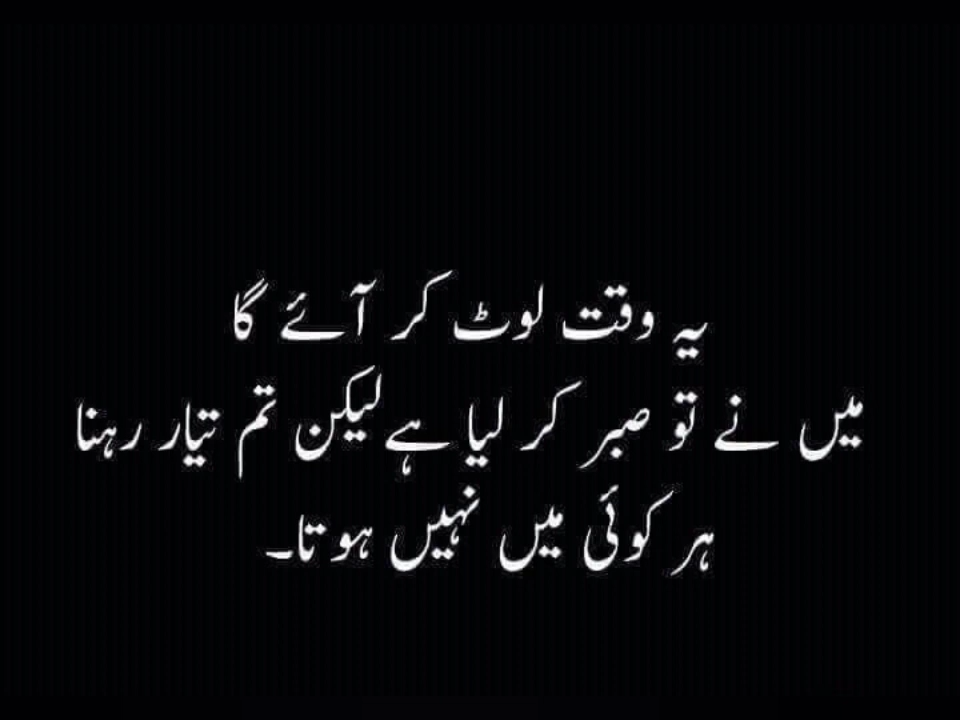 یہ وقت لوٹ کر آئے گا
میں نے تو صبر کر لیا ہے لیکن تم تیار رہنا
ہر کوئی میں نہیں ہوتا۔